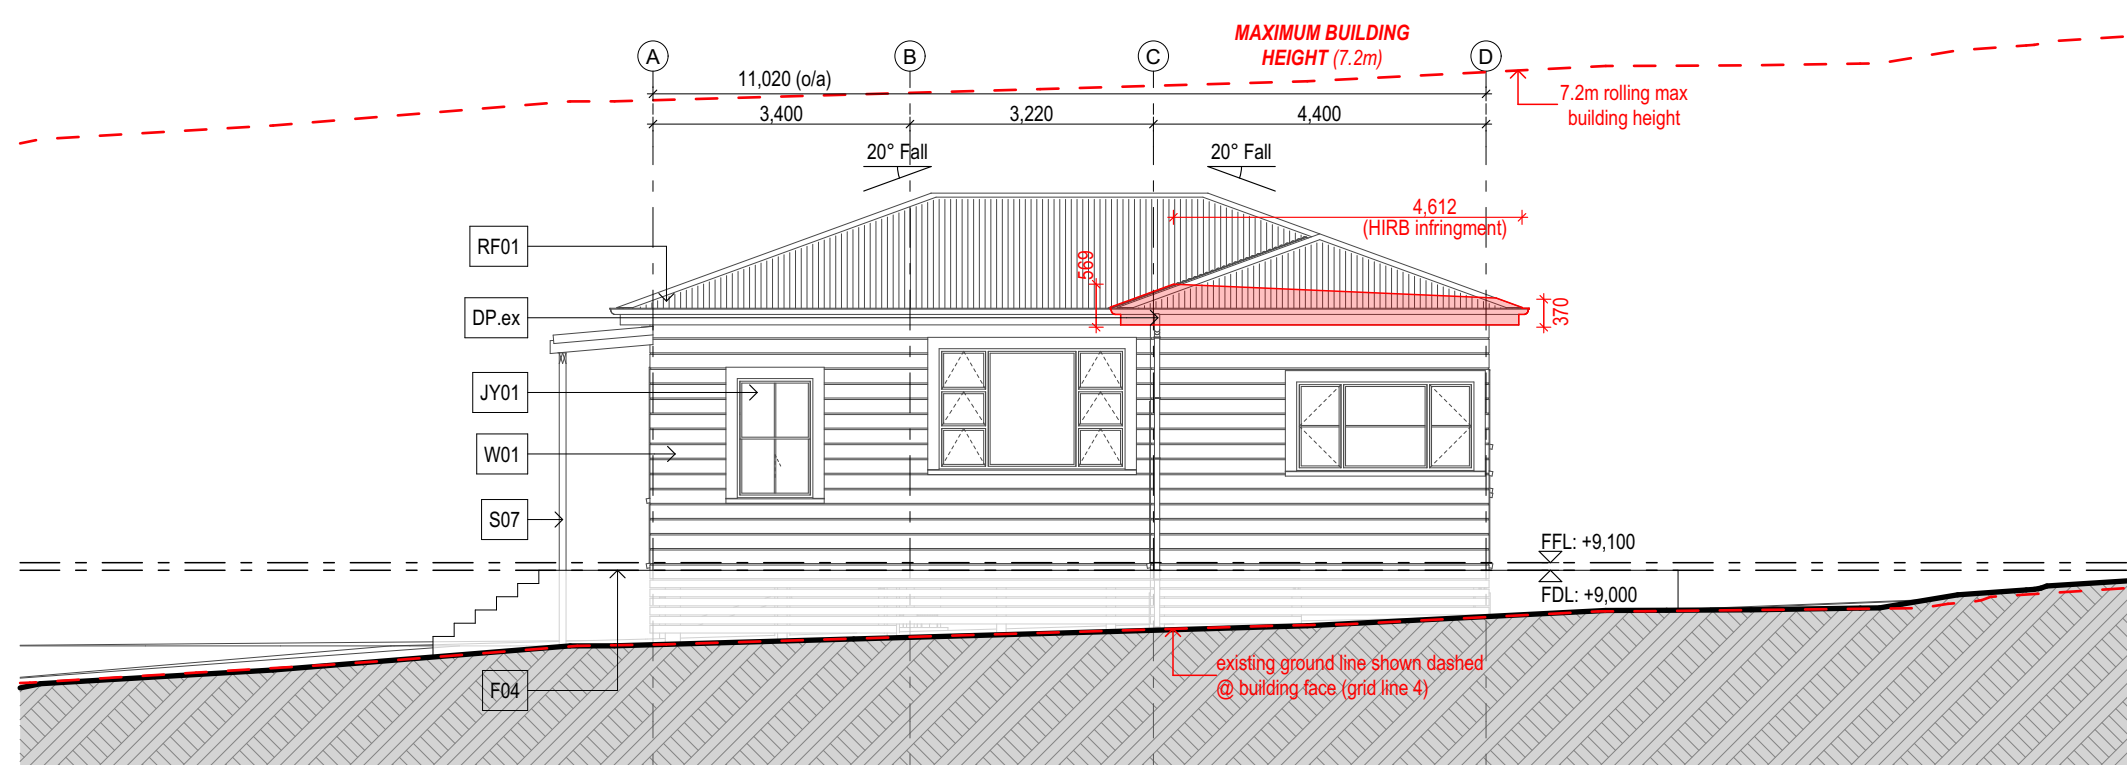 MAXIMUM BUILDING
HEIGHT (7.2m)
A
B
C
D
11,020 (o/a)
7.2m rolling max
building height
3,400
3,220
4,400
20° Fall
20° Fall
4,612
(HIRB infringment)
RF01
569
DP.ex
370
JY01
W01
S07
FFL: +9,100
FDL: +9,000
existing ground line shown dashed
@ building face (grid line 4)
F04